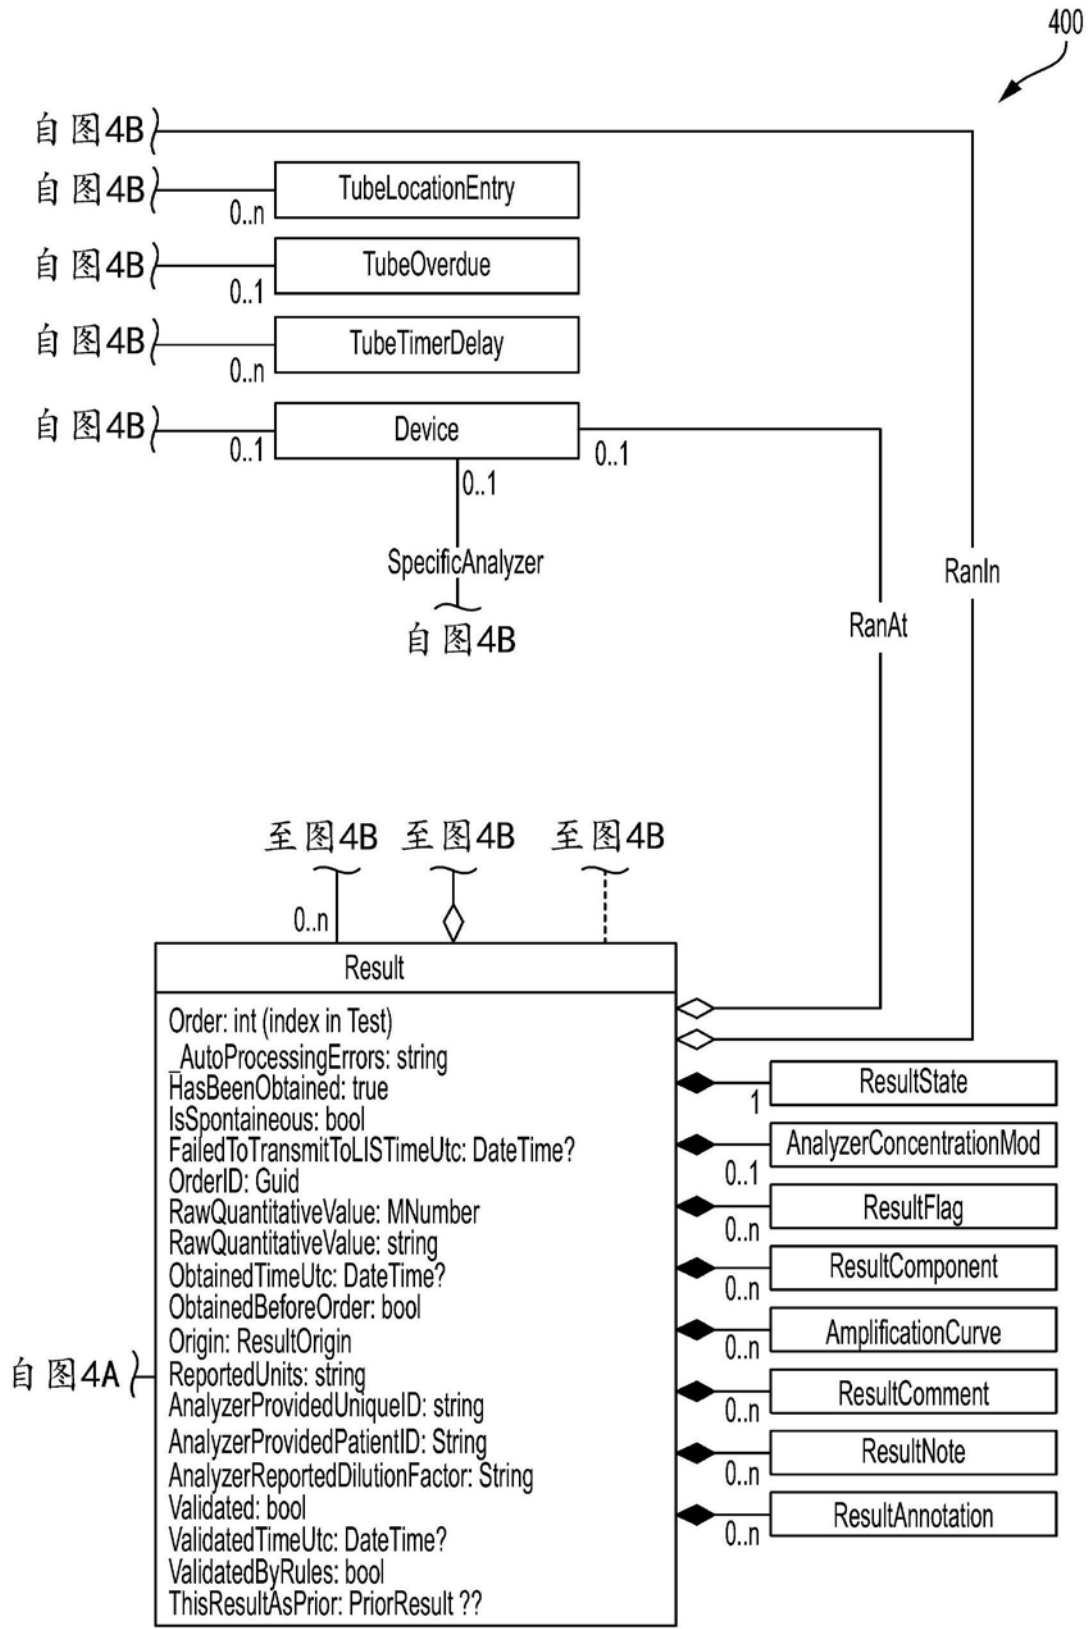 400
自图4B
自图4B
0..n
TubeLocationEntry
自图4B
0..1
TubeOverdue
自图4B
0..n
TubeTimerDelay
自图4B
0..1
Device
0..1
0..1
SpecificAnalyzer
自图4B
RanIn
RanAt
至图4B 至图4B 至图4B
0..n
Result
Order: int (index in Test)
_AutoProcessingErrors: string
HasBeenObtained: true
IsSpontaineous: bool
FailedToTransmitToLISTimeUtc: DateTime?
OrderID: Guid
RawQuantitativeValue: MNumber
RawQuantitativeValue: string
ObtainedTimeUtc: DateTime?
ObtainedBeforeOrder: bool
Origin: ResultOrigin
ReportedUnits: string
AnalyzerProvidedUniqueID: string
AnalyzerProvidedPatientID: String
AnalyzerReportedDilutionFactor: String
Validated: bool
ValidatedTimeUtc: DateTime?
ValidatedByRules: bool
ThisResultAsPrior: PriorResult ??
自图4A
1
ResultState
0..1
AnalyzerConcentrationMod
0..n
ResultFlag
0..n
ResultComponent
0..n
AmplificationCurve
0..n
ResultComment
0..n
ResultNote
0..n
ResultAnnotation